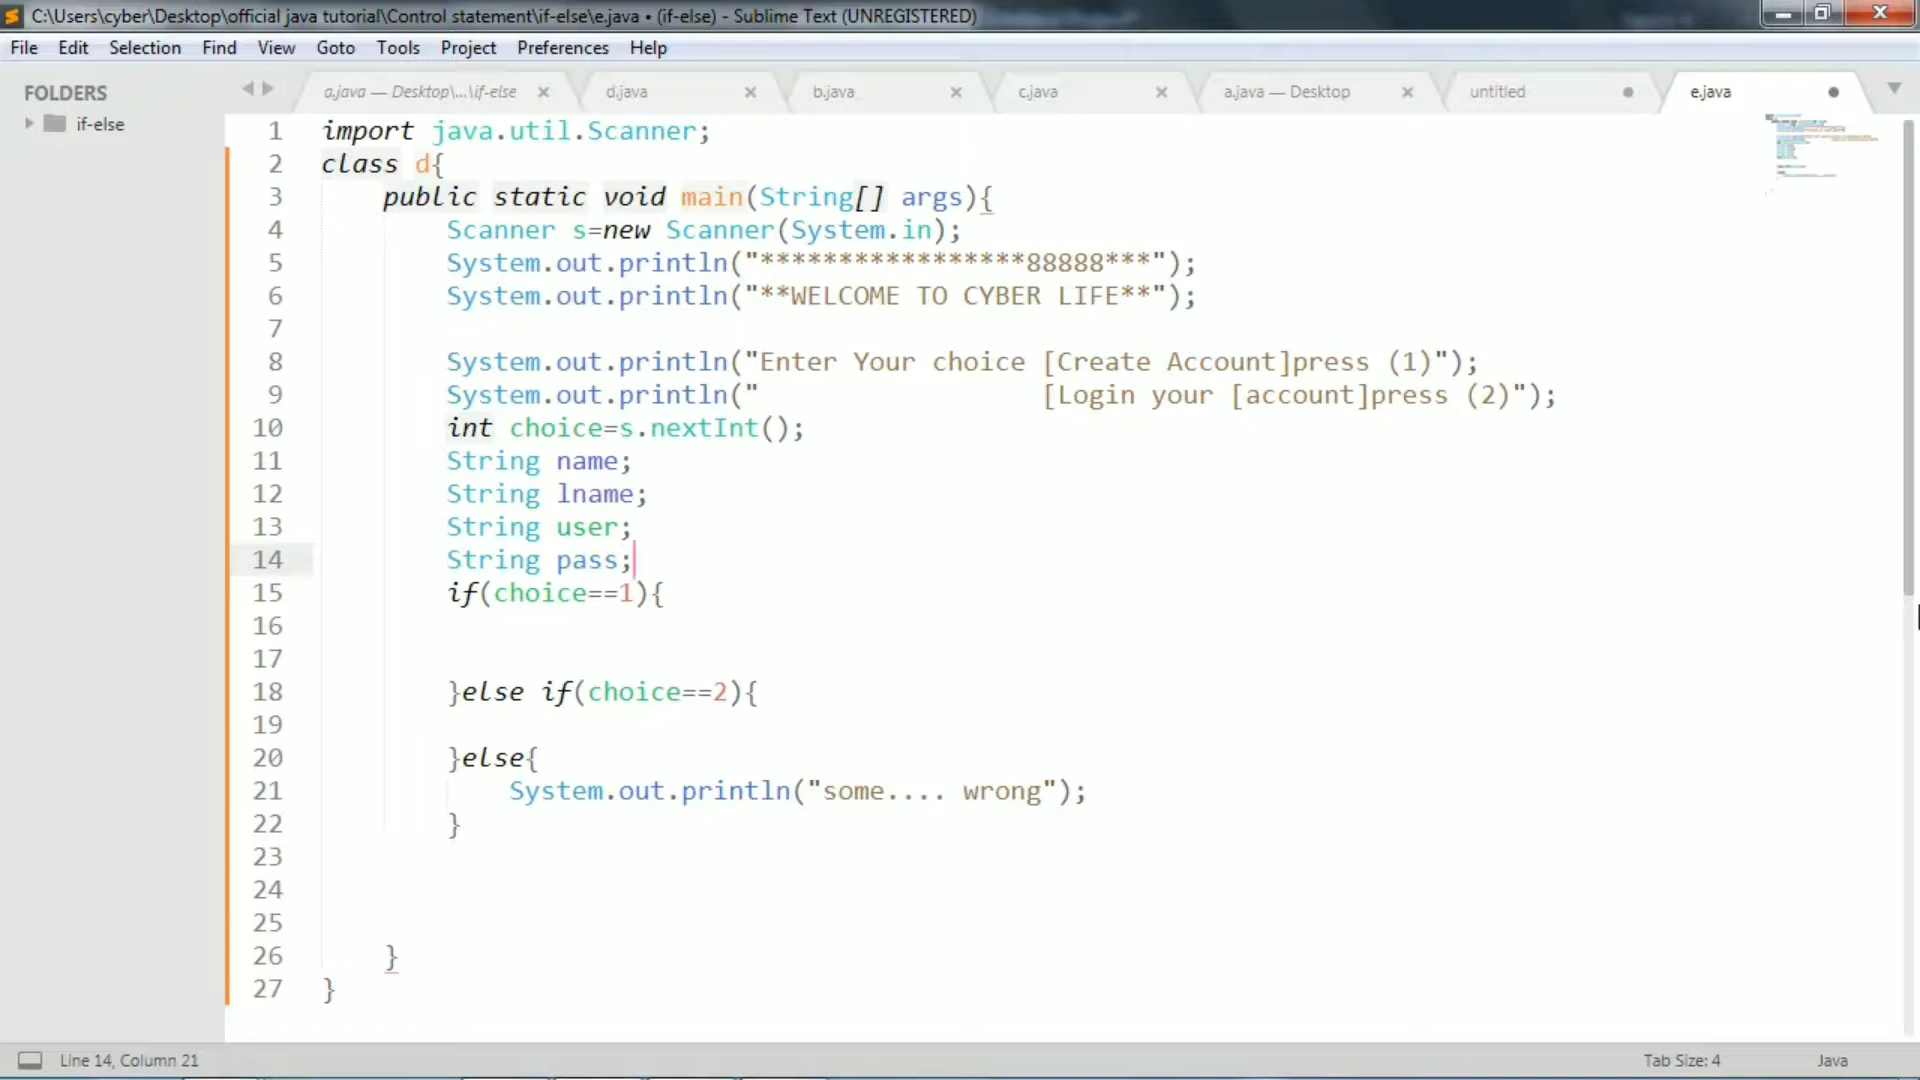 C:\Users\cyber\Desktop\official java tutorial\Control statement\if-else\e.java • (if-else) - Sublime Text (UNREGISTERED)
File Edit Selection Find View Goto Tools Project Preferences Help
FOLDERS
if-else
a.java — Desktop\...\if-else d.java b.java c.java a.java — Desktop untitled e.java
1 import java.util.Scanner;
2 class d{
3 public static void main(String[] args){
4 Scanner s=new Scanner(System.in);
5 System.out.println("*****************88888***");
6 System.out.println("**WELCOME TO CYBER LIFE**");
7
8 System.out.println("Enter Your choice [Create Account]press (1)");
9 System.out.println("                  [Login your [account]press (2)");
10 int choice=s.nextInt();
11 String name;
12 String lname;
13 String user;
14 String pass;
15 if(choice==1){
16
17
18 }else if(choice==2){
19
20 }else{
21 System.out.println("some.... wrong");
22 }
23
24
25
26 }
27 }
Line 14, Column 21 Tab Size: 4 Java